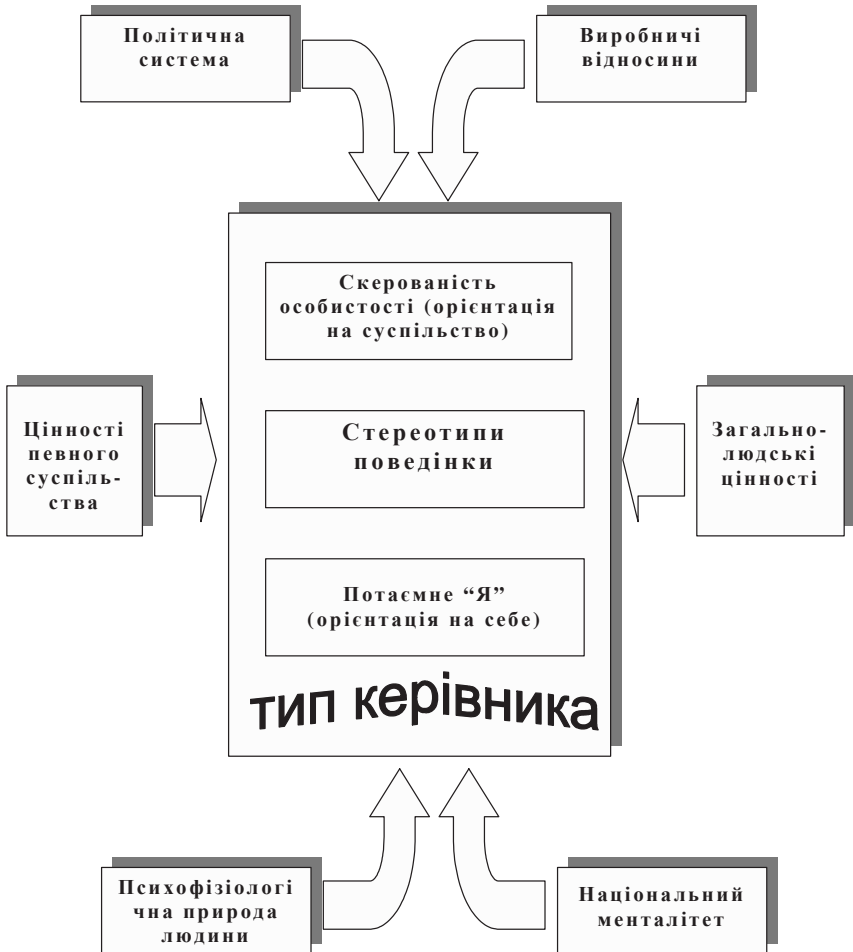 Політична
система
Виробничі
відносини
Скерованість
особистості (орієнтація
на суспільство)
Цінності
певного
суспіль-
ства
Стереотипи
поведінки
Загально-
людські
цінності
Потаємне “Я”
(орієнтація на себе)
тип керівника
Психофізіологі
чна природа
людини
Національний
менталітет